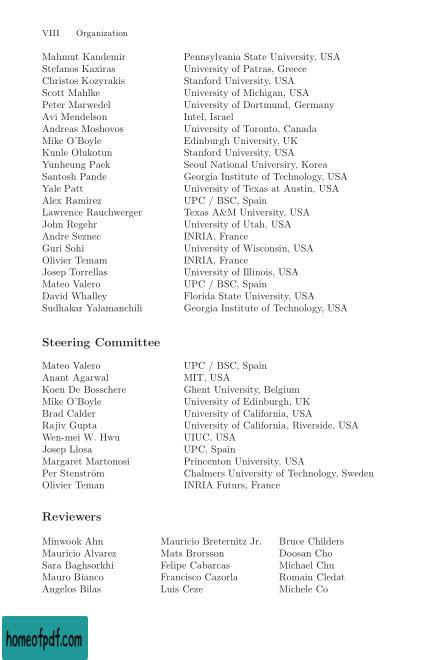 VIII Organization
Mahmut Kandemir Pennsylvania State University, USA
Stefanos Kaxiras University of Patras, Greece
Christos Kozyrakis Stanford University, USA
Scott Mahlke University of Michigan, USA
Peter Marwedel University of Dortmund, Germany
Avi Mendelson Intel, Israel
Andreas Moshovos University of Toronto, Canada
Mike O'Boyle Edinburgh University, UK
Kunle Olukotun Stanford University, USA
Yunheung Paek Seoul National Universiry, Korea
Santosh Pande Georgia Institute of Technology, USA
Yale Patt University of Texas at Austin, USA
Alex Ramirez UPC / BSC, Spain
Lawrence Rauchwerger Texas A&M University, USA
John Regehr University of Utah, USA
Andre Seznec INRIA, France
Guri Sohi University of Wisconsin, USA
Olivier Temam INRIA, France
Josep Torrellas University of Illinois, USA
Mateo Valero UPC / BSC, Spain
David Whalley Florida State University, USA
Sudhakar Yalamanchili Georgia Institute of Technology, USA
Steering Committee
Mateo Valero UPC / BSC, Spain
Anant Agarwal MIT, USA
Koen De Bosschere Ghent University, Belgium
Mike O'Boyle University of Edinburgh, UK
Brad Calder University of California, USA
Rajiv Gupta University of California, Riverside, USA
Wen-mei W. Hwu UIUC, USA
Josep Llosa UPC, Spain
Margaret Martonosi Princenton University, USA
Per Stenström Chalmers University of Technology, Sweden
Olivier Teman INRIA Futurs, France
Reviewers
Minwook Ahn Mauricio Breternitz Jr. Bruce Childers
Mauricio Alvarez Mats Brorsson Doosan Cho
Sara Baghsorkhi Felipe Cabarcas Michael Chu
Mauro Bianco Francisco Cazorla Romain Cledat
Angelos Bilas Luis Ceze Michele Co
homeofpdf.com